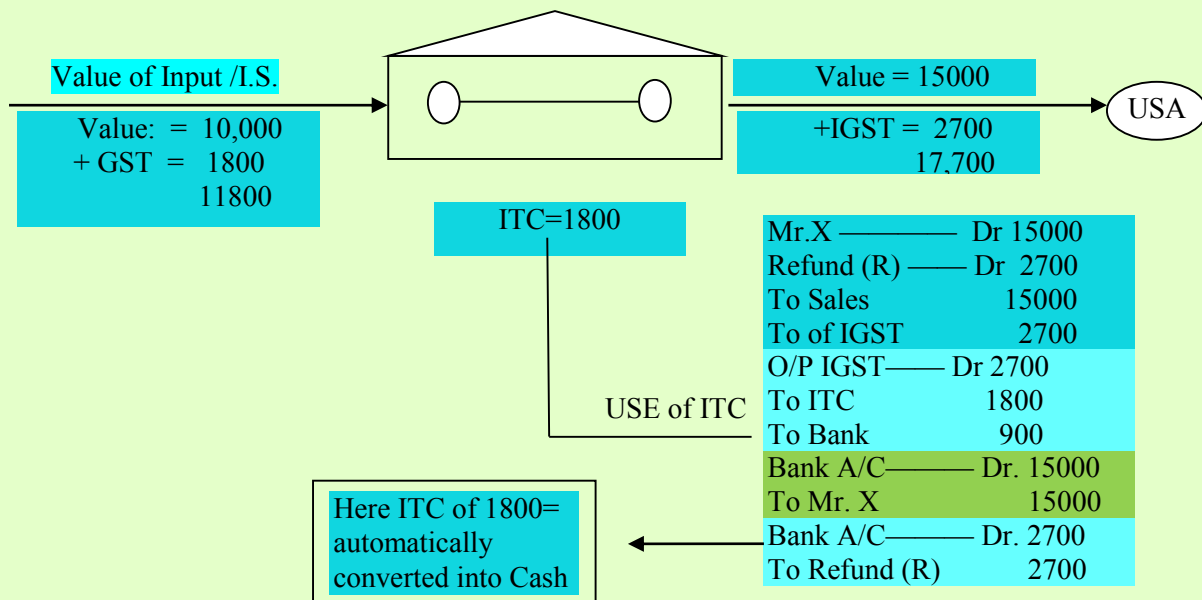 Value of Input /I.S.
Value: = 10,000
+ GST = 1800
11800
Value = 15000
+IGST = 2700
17,700
USA
ITC=1800
USE of ITC
Mr.X ———— Dr 15000
Refund (R) —— Dr 2700
To Sales 15000
To of IGST 2700
O/P IGST—— Dr 2700
To ITC 1800
To Bank 900
Bank A/C——— Dr. 15000
To Mr. X 15000
Bank A/C——— Dr. 2700
To Refund (R) 2700
Here ITC of 1800=
automatically
converted into Cash